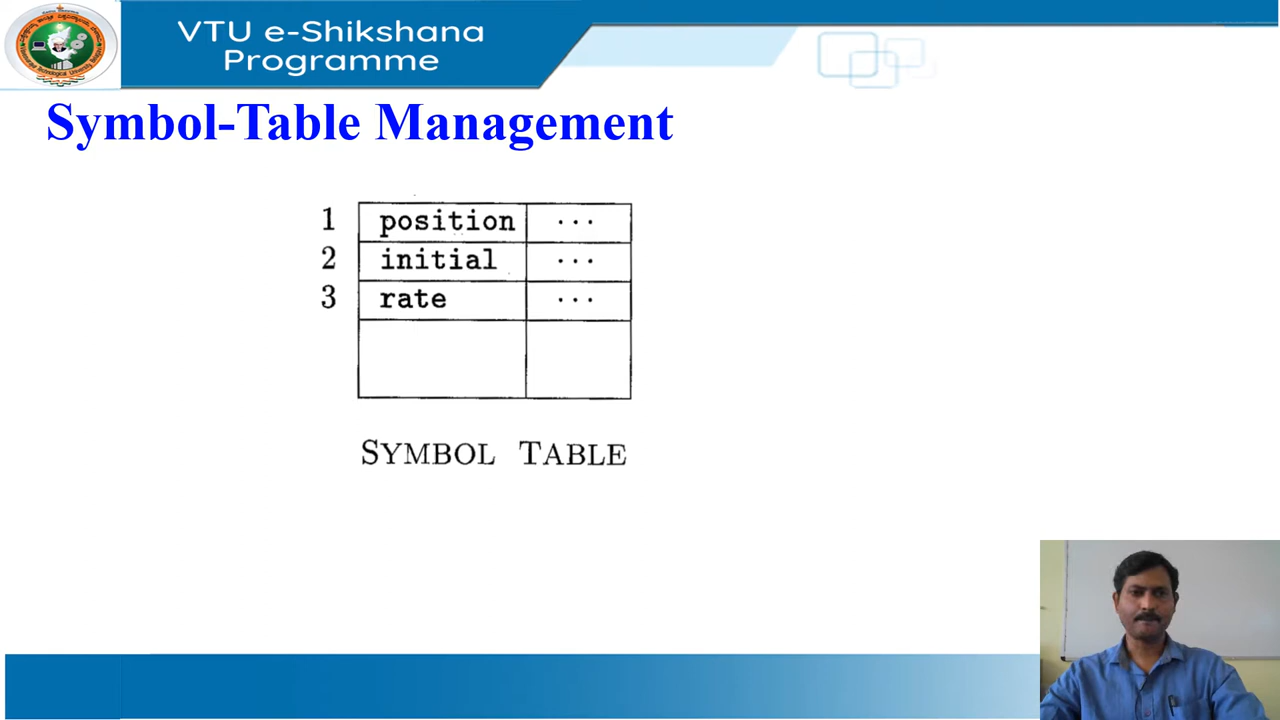 VTU e-Shikshana
Programme
Symbol-Table Management
1 position ...
2 initial ...
3 rate ...
SYMBOL TABLE